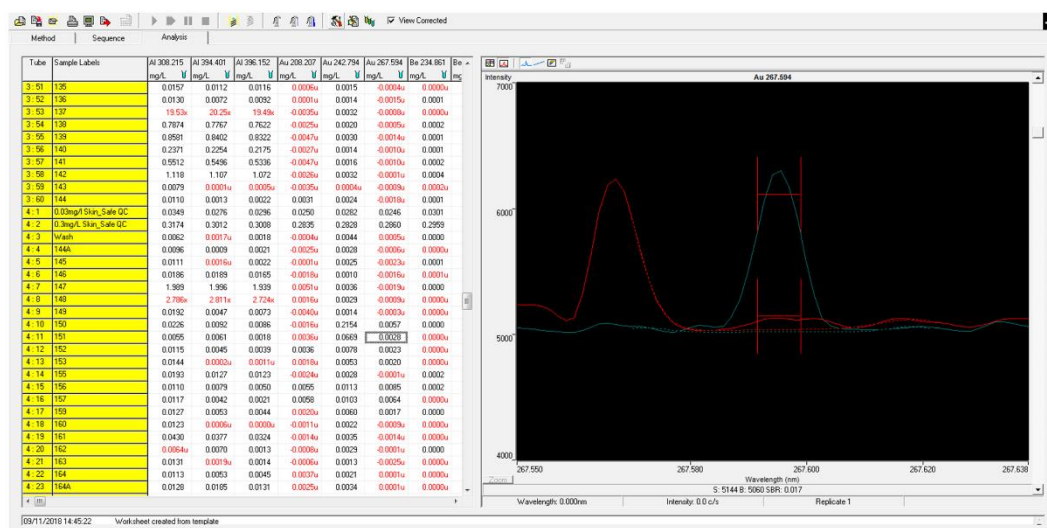 View Corrected
Method Sequence Analysis
Tube Sample Labels Al 308.215 Al 394.401 Al 396.152 Au 208.207 Au 242.794 Au 267.594 Be 234.861 Be
mg/L mg/L mg/L mg/L mg/L mg/L mg/L mg
3 : 51 135 0.0157 0.0112 0.0116 0.0006u 0.0015 -0.0004u 0.0000u
3 : 52 136 0.0130 0.0072 0.0092 0.0001u 0.0014 -0.0015u 0.0001
3 : 53 137 19.53x 20.25x 19.49x -0.0035u 0.0032 -0.0008u 0.0000u
3 : 54 138 0.7874 0.7767 0.7622 -0.0025u 0.0020 -0.0005u 0.0002
3 : 55 139 0.8581 0.8402 0.8322 -0.0047u 0.0030 -0.0014u 0.0001
3 : 56 140 0.2371 0.2254 0.2175 -0.0027u 0.0014 -0.0010u 0.0001
3 : 57 141 0.5512 0.5496 0.5336 -0.0047u 0.0016 -0.0010u 0.0002
3 : 58 142 1.118 1.107 1.072 -0.0026u 0.0032 -0.0001u 0.0004
3 : 59 143 0.0079 0.0001u 0.0005u -0.0035u 0.0004u -0.0009u 0.0002u
3 : 60 144 0.0110 0.0013 0.0022 0.0031 0.0024 -0.0018u 0.0001
4 : 1 0.03mg/l Skin_Safe QC 0.0349 0.0276 0.0296 0.0250 0.0282 0.0246 0.0301
4 : 2 0.3mg/L Skin_Safe QC 0.3174 0.3012 0.3008 0.2835 0.2828 0.2860 0.2959
4 : 3 Wash 0.0062 0.0017u 0.0018 -0.0004u 0.0044 0.0005u 0.0000
4 : 4 144A 0.0096 0.0009 0.0021 -0.0025u 0.0028 -0.0006u 0.0000u
4 : 5 145 0.0111 0.0016u 0.0022 -0.0001u 0.0025 -0.0023u 0.0001
4 : 6 146 0.0186 0.0189 0.0165 -0.0018u 0.0010 -0.0016u 0.0001u
4 : 7 147 1.989 1.996 1.939 0.0051u 0.0036 -0.0019u 0.0000
4 : 8 148 2.786x 2.811x 2.724x 0.0016u 0.0029 -0.0009u 0.0000u
4 : 9 149 0.0192 0.0047 0.0073 -0.0040u 0.0014 -0.0003u 0.0000u
4 : 10 150 0.0226 0.0092 0.0086 -0.0016u 0.2154 0.0057 0.0000
4 : 11 151 0.0055 0.0061 0.0018 0.0036u 0.0669 0.0028 0.0000u
4 : 12 152 0.0115 0.0045 0.0039 0.0036 0.0078 0.0023 0.0000u
4 : 13 153 0.0144 0.0002u 0.0011u 0.0018u 0.0053 0.0020 0.0000u
4 : 14 155 0.0193 0.0127 0.0123 -0.0024u 0.0028 -0.0001u 0.0002
4 : 15 156 0.0110 0.0079 0.0050 0.0055 0.0113 0.0085 0.0002
4 : 16 157 0.0117 0.0042 0.0021 0.0058 0.0103 0.0064 0.0000u
4 : 17 159 0.0127 0.0053 0.0044 0.0020u 0.0060 0.0017 0.0000
4 : 18 160 0.0123 0.0006u 0.0000u -0.0011u 0.0022 -0.0009u 0.0000u
4 : 19 161 0.0430 0.0377 0.0324 -0.0014u 0.0035 -0.0014u 0.0000u
4 : 20 162 0.0064u 0.0070 0.0013 -0.0008u 0.0029 -0.0001u 0.0000
4 : 21 163 0.0131 0.0019u 0.0014 -0.0006u 0.0013 -0.0025u 0.0000u
4 : 22 164 0.0113 0.0053 0.0045 0.0037u 0.0021 0.0001u 0.0000u
4 : 23 164A 0.0128 0.0185 0.0131 0.0025u 0.0034 0.0001u 0.0000u
Intensity Au 267.594
7000
6000
5000
4000
267.550 267.580 267.600 267.620 267.638
Zoom Wavelength (nm)
S: 5144 B: 5060 SBR: 0.017
Wavelength: 0.000nm Intensity: 0.0 c/s Replicate 1
09/11/2018 14:45:22 Worksheet created from template